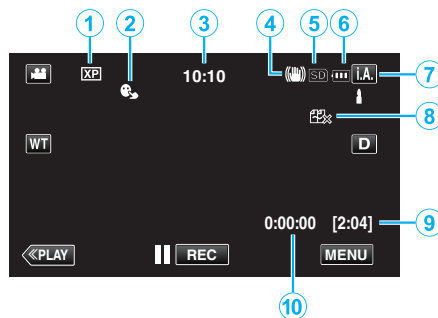 1 2 3 4 5 6
XP 10:10 SD i.A. 7
8
WT D
0:00:00 [2:04] 9
≪PLAY REC MENU
10